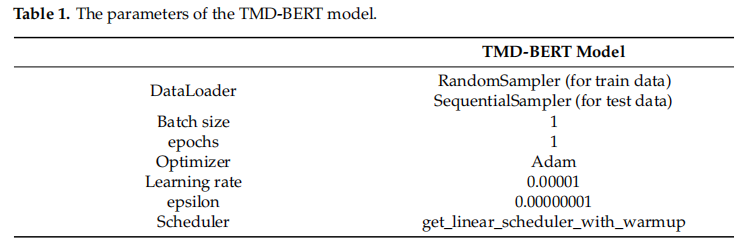 Table 1. The parameters of the TMD-BERT model.
TMD-BERT Model
DataLoader
RandomSampler (for train data)
SequentialSampler (for test data)
Batch size 1
epochs 1
Optimizer Adam
Learning rate 0.00001
epsilon 0.00000001
Scheduler get_linear_scheduler_with_warmup